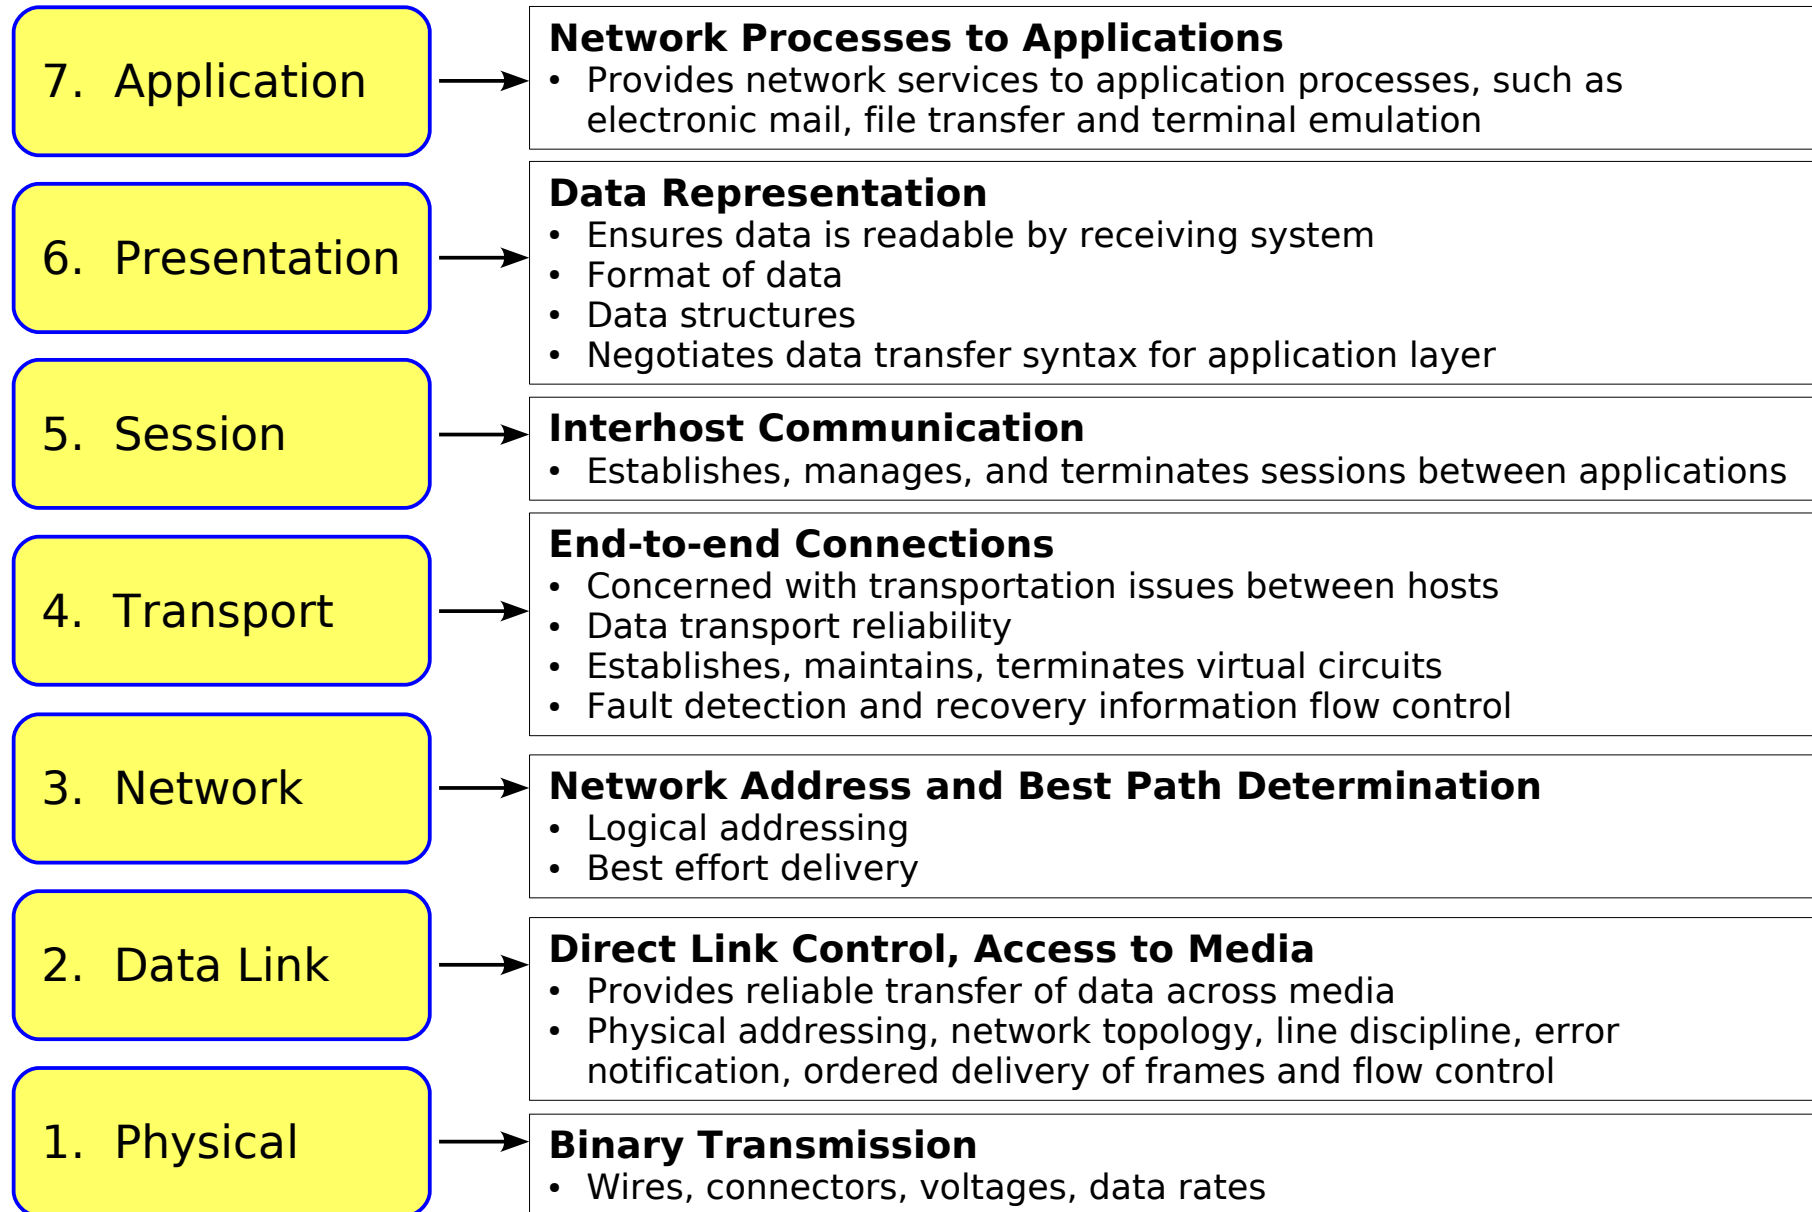 7. Application
Network Processes to Applications
• Provides network services to application processes, such as
electronic mail, file transfer and terminal emulation
6. Presentation
Data Representation
• Ensures data is readable by receiving system
• Format of data
• Data structures
• Negotiates data transfer syntax for application layer
5. Session
Interhost Communication
• Establishes, manages, and terminates sessions between applications
4. Transport
End-to-end Connections
• Concerned with transportation issues between hosts
• Data transport reliability
• Establishes, maintains, terminates virtual circuits
• Fault detection and recovery information flow control
3. Network
Network Address and Best Path Determination
• Logical addressing
• Best effort delivery
2. Data Link
Direct Link Control, Access to Media
• Provides reliable transfer of data across media
• Physical addressing, network topology, line discipline, error
notification, ordered delivery of frames and flow control
1. Physical
Binary Transmission
• Wires, connectors, voltages, data rates